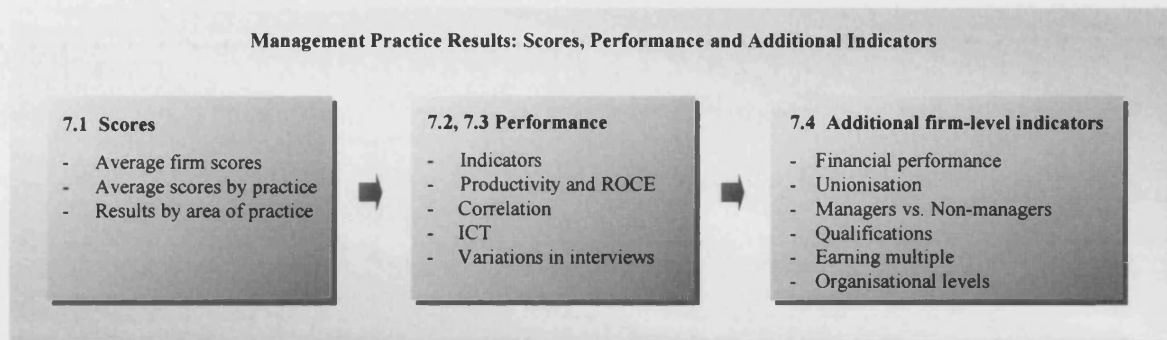 Management Practice Results: Scores, Performance and Additional Indicators
7.1 Scores
- Average firm scores
- Average scores by practice
- Results by area of practice
7.2, 7.3 Performance
- Indicators
- Productivity and ROCE
- Correlation
- ICT
- Variations in interviews
7.4 Additional firm-level indicators
- Financial performance
- Unionisation
- Managers vs. Non-managers
- Qualifications
- Earning multiple
- Organisational levels